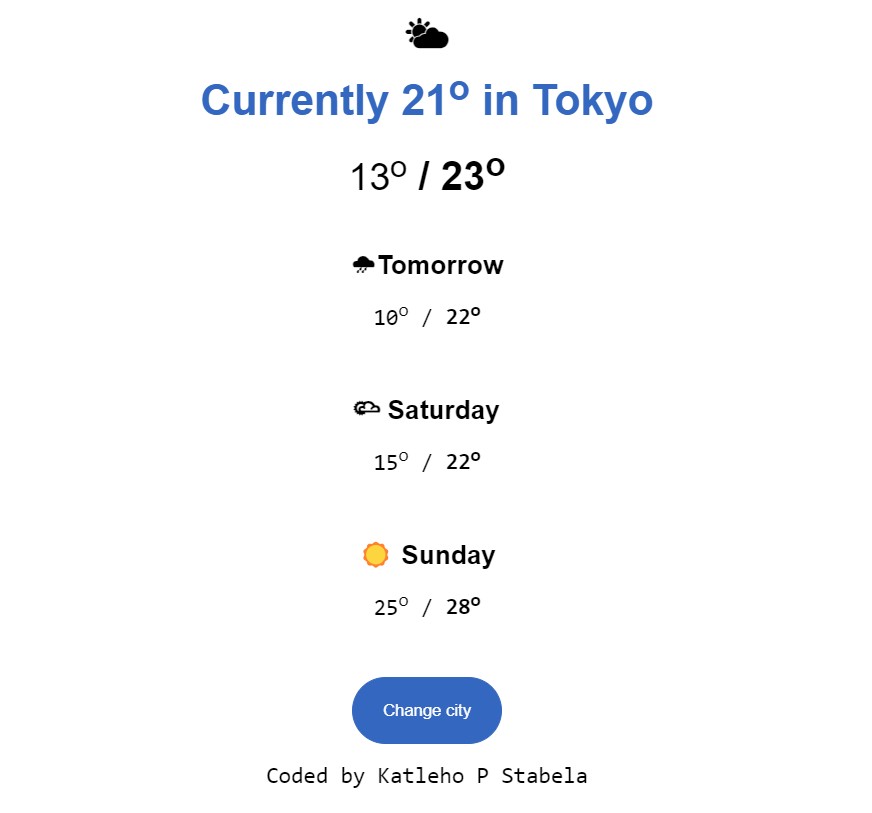 Currently 21º in Tokyo
13º / 23º
Tomorrow
10º / 22º
Saturday
15º / 22º
Sunday
25º / 28º
Change city
Coded by Katleho P Stabela